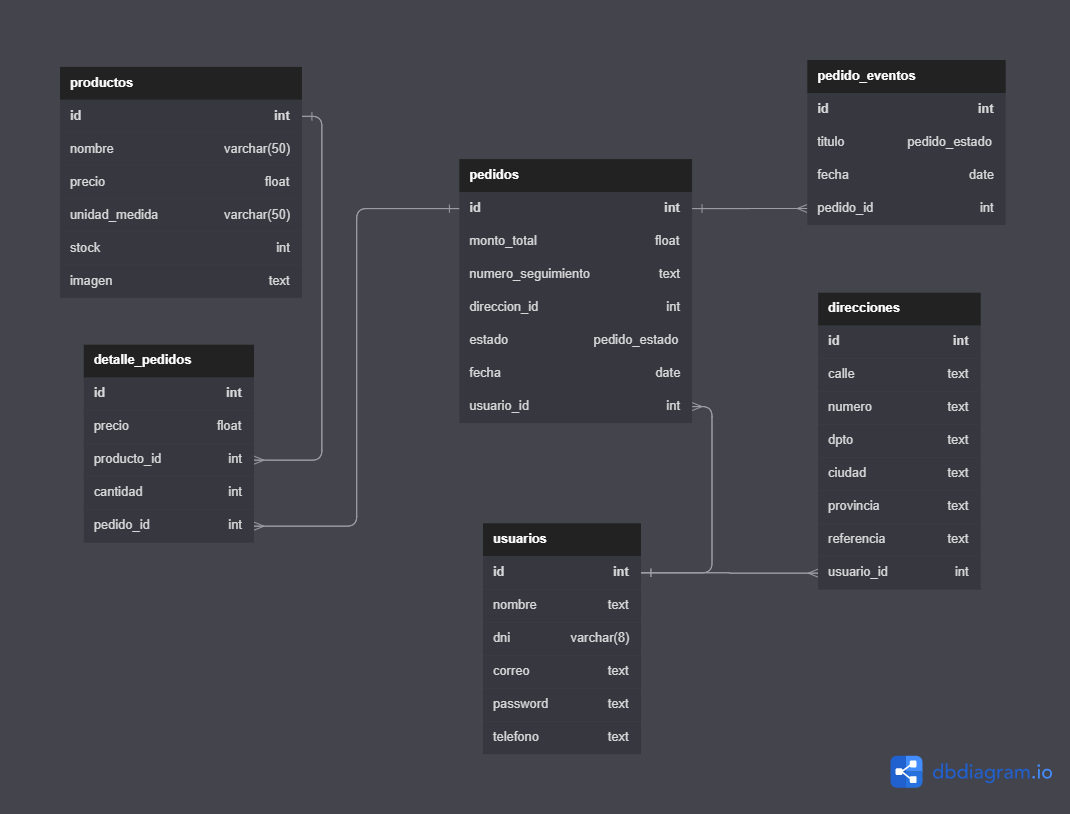 productos
id int
nombre varchar(50)
precio float
unidad_medida varchar(50)
stock int
imagen text
detalle_pedidos
id int
precio float
producto_id int
cantidad int
pedido_id int
pedidos
id int
monto_total float
numero_seguimiento text
direccion_id int
estado pedido_estado
fecha date
usuario_id int
usuarios
id int
nombre text
dni varchar(8)
correo text
password text
telefono text
pedido_eventos
id int
titulo pedido_estado
fecha date
pedido_id int
direcciones
id int
calle text
numero text
dpto text
ciudad text
provincia text
referencia text
usuario_id int
dbdiagram.io